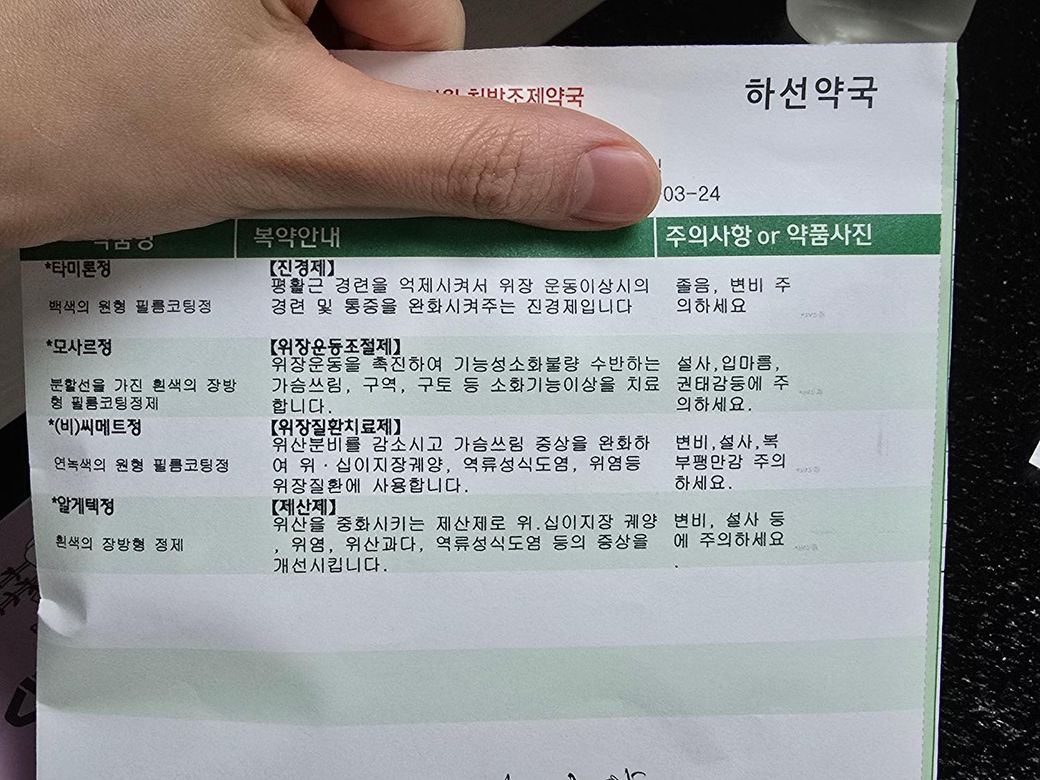 처방조제약국
하선약국
-03-24
약품명 복약안내 주의사항 or 약품사진
*타미론정 【진경제】
백색의 원형 필름코팅정
평활근 경련을 억제시켜서 위장 운동이상시의
경련 및 통중을 완화시켜주는 진경제입니다
졸음, 변비 주
의하세요
*모사르정 【위장운동조절제】
분할선을 가진 흰색의 장방
형 필름코팅정제
위장운동을 촉진하여 기능성소화불량 수반하는
가슴쓰림, 구역, 구토 등 소화기능이상을 치료
합니다.
설사,입마름,
권태감등에 주
의하세요.
*(비)씨메트정 【위장질환치료제】
연녹색의 원형 필름코팅정
위산분비를 감소시고 가슴쓰림 증상을 완화하
여 위·십이지장궤양, 역류성식도염, 위염등
위장질환에 사용합니다.
변비,설사,복
부팽만감 주의
하세요.
*알게텍정 【제산제】
흰색의 장방형 정제
위산을 중화시키는 제산제로 위.십이지장 궤양
, 위염, 위산과다, 역류성식도염 등의 증상을
개선시킵니다.
변비, 설사 등
에 주의하세요
.